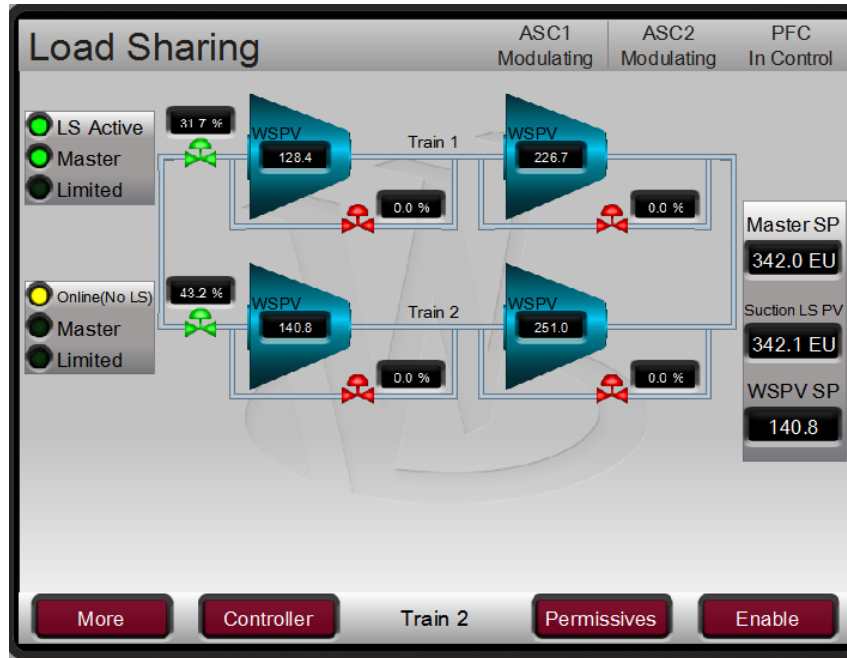 Load Sharing
ASC1
Modulating
ASC2
Modulating
PFC
In Control
LS Active
Master
Limited
31.7 %
WSPV
128.4
Train 1
WSPV
226.7
0.0 %
0.0 %
Online(No LS)
Master
Limited
43.2 %
WSPV
140.8
Train 2
WSPV
251.0
0.0 %
0.0 %
Master SP
342.0 EU
Suction LS PV
342.1 EU
WSPV SP
140.8
More
Controller
Train 2
Permissives
Enable